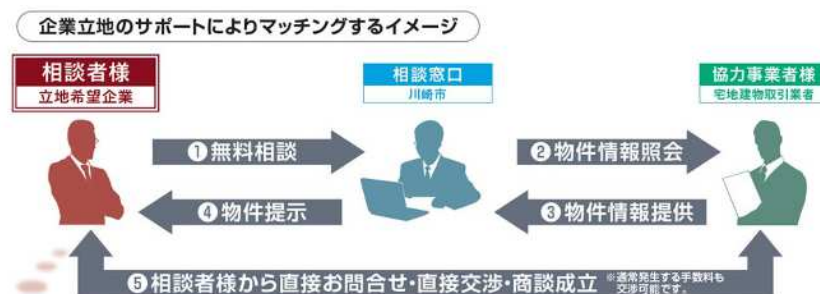 企業立地のサポートによりマッチングするイメージ
相談者様
立地希望企業
相談窓口
川崎市
協力事業者様
宅地建物取引業者
❶無料相談
❷物件情報照会
❹物件提示
❸物件情報提供
❺相談者様から直接お問合せ・直接交渉・商談成立
※通常発生する手数料も
交渉可能です。